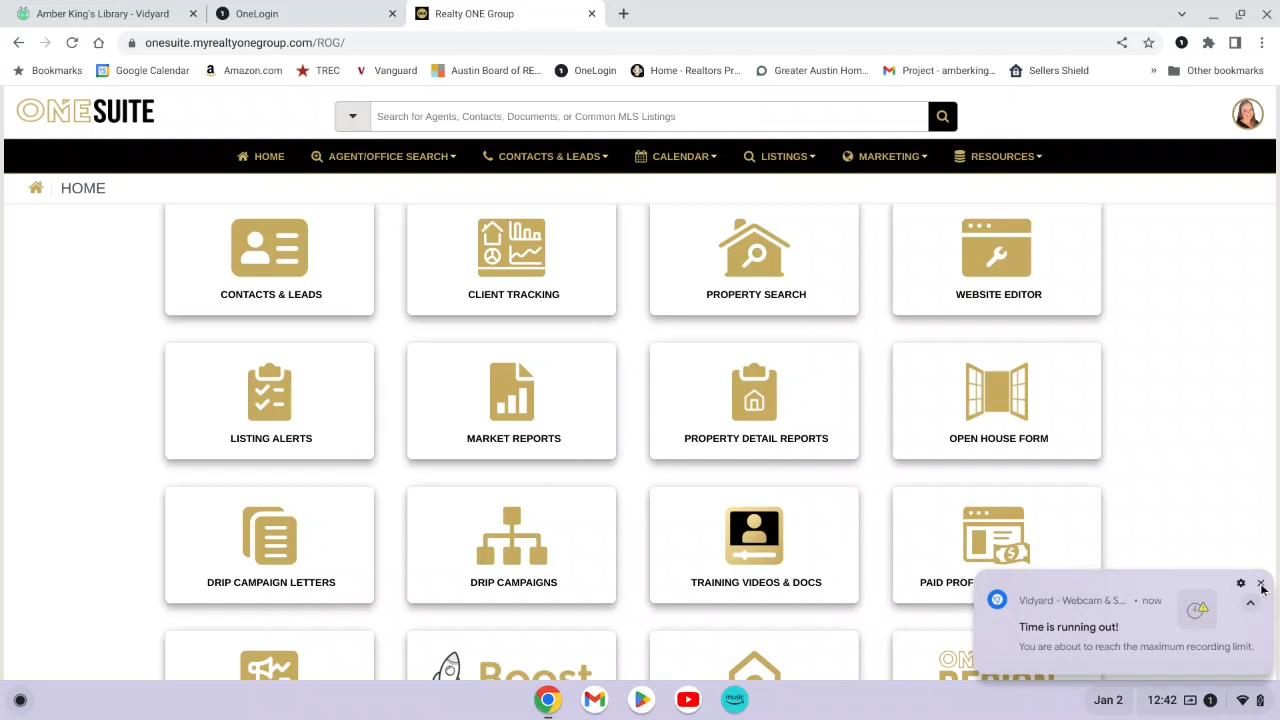 Amber King's Library - Vidyard
OneLogin
Realty ONE Group
onesuite.myrealtyonegroup.com/ROG/
Bookmarks
Google Calendar
Amazon.com
TREC
Vanguard
Austin Board of RE...
OneLogin
Home - Realtors Pr...
Greater Austin Hom...
Project - amberking...
Sellers Shield
» Other bookmarks
ONESUITE
Search for Agents, Contacts, Documents, or Common MLS Listings
HOME
AGENT/OFFICE SEARCH
CONTACTS & LEADS
CALENDAR
LISTINGS
MARKETING
RESOURCES
HOME
CONTACTS & LEADS
CLIENT TRACKING
PROPERTY SEARCH
WEBSITE EDITOR
LISTING ALERTS
MARKET REPORTS
PROPERTY DETAIL REPORTS
OPEN HOUSE FORM
DRIP CAMPAIGN LETTERS
DRIP CAMPAIGNS
TRAINING VIDEOS & DOCS
PAID
Vidyard - Webcam & S... • now
Time is running out!
You are about to reach the maximum recording limit.
Boost
Jan 2
12:42
music